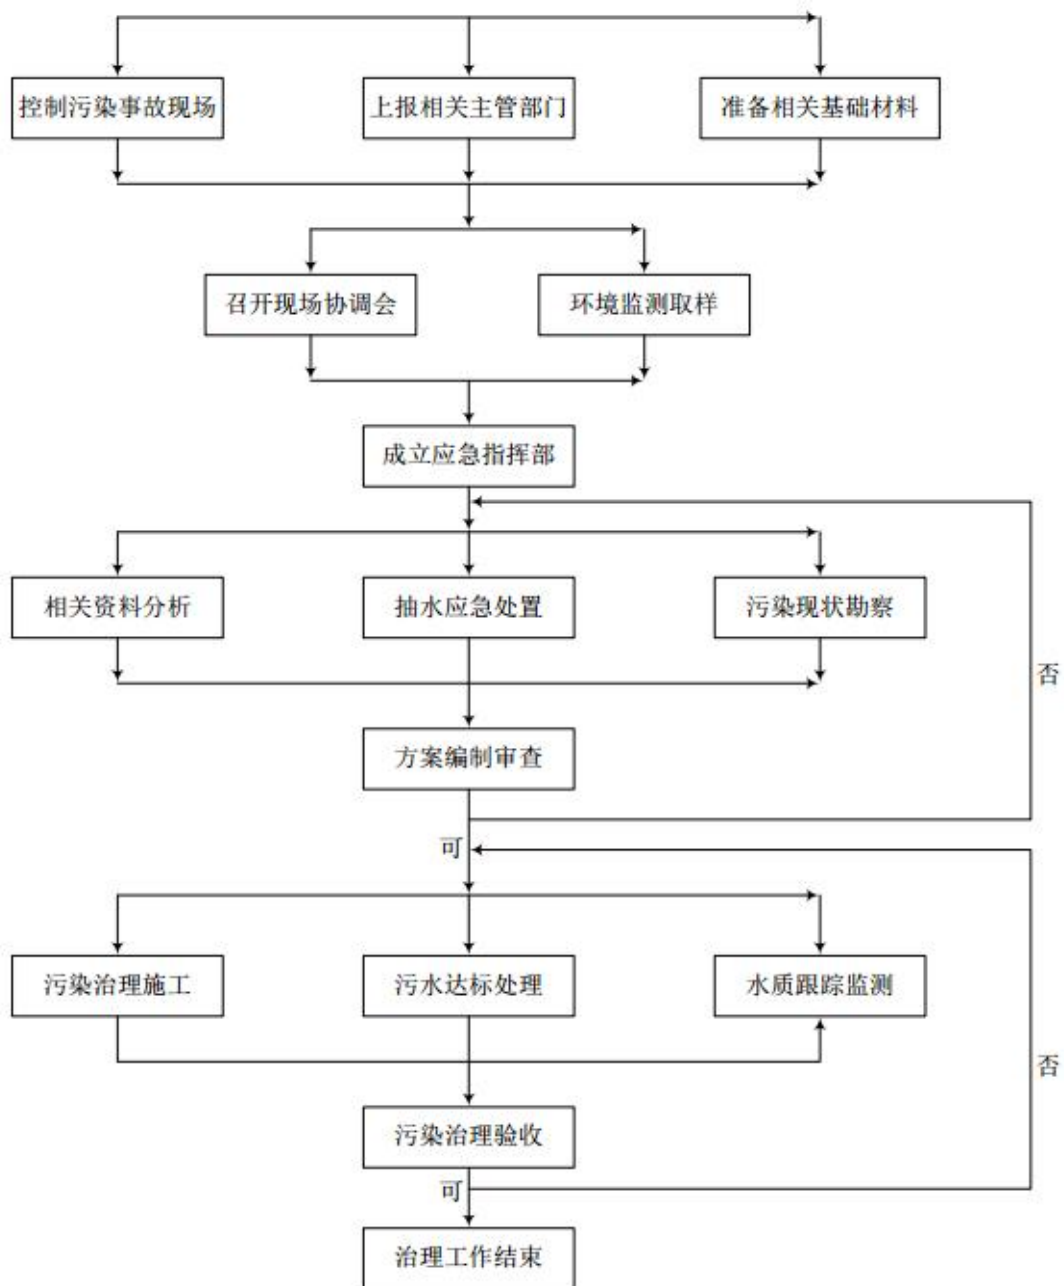 控制污染事故现场
上报相关主管部门
准备相关基础材料
召开现场协调会
环境监测取样
成立应急指挥部
相关资料分析
抽水应急处置
污染现状勘察
否
方案编制审查
可
污染治理施工
污水达标处理
水质跟踪监测
否
污染治理验收
可
治理工作结束